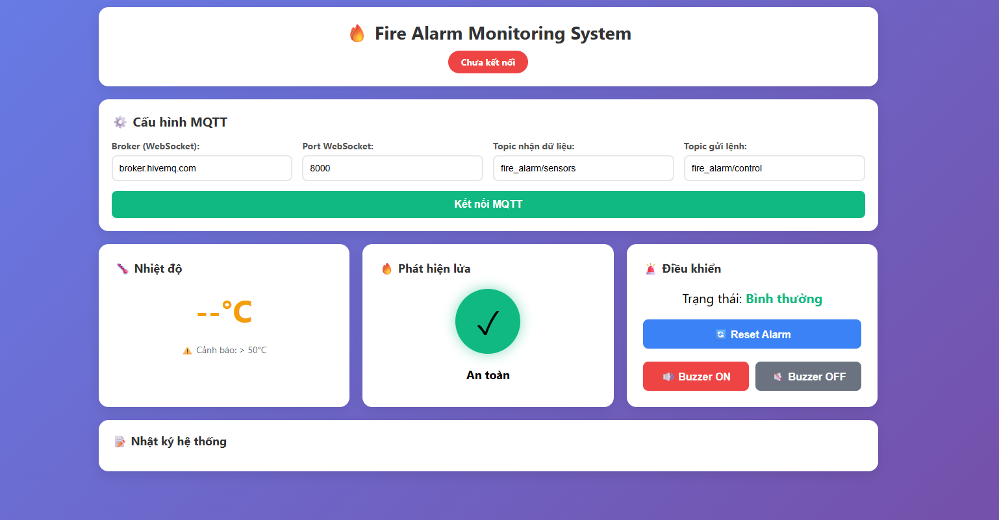 Fire Alarm Monitoring System
Chưa kết nối
Cấu hình MQTT
Broker (WebSocket):
broker.hivemq.com
Port WebSocket:
8000
Topic nhận dữ liệu:
fire_alarm/sensors
Topic gửi lệnh:
fire_alarm/control
Kết nối MQTT
Nhiệt độ
--°C
Cảnh báo: > 50°C
Phát hiện lửa
An toàn
Điều khiển
Trạng thái: Bình thường
Reset Alarm
Buzzer ON
Buzzer OFF
Nhật ký hệ thống